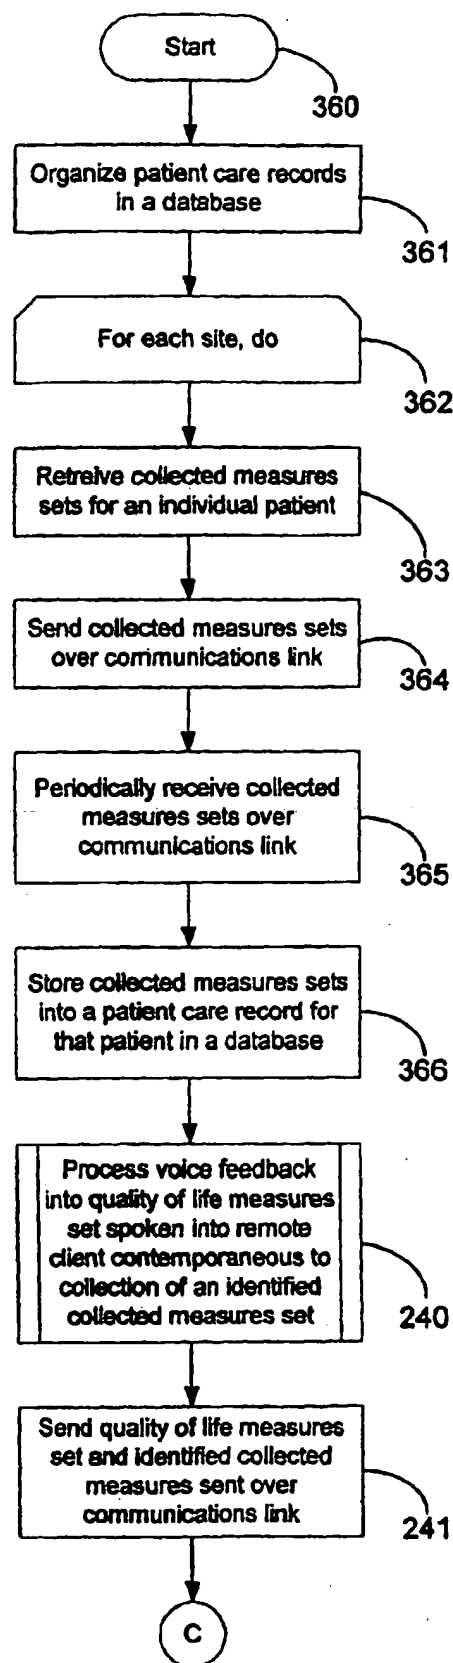 Start
360
Organize patient care records
in a database
361
For each site, do
362
Retreive collected measures
sets for an individual patient
363
Send collected measures sets
over communications link
364
Periodically receive collected
measures sets over
communications link
365
Store collected measures sets
into a patient care record for
that patient in a database
366
Process voice feedback
into quality of life measures
set spoken into remote
client contemporaneous to
collection of an identified
collected measures set
240
Send quality of life measures
set and identified collected
measures sent over
communications link
241
C